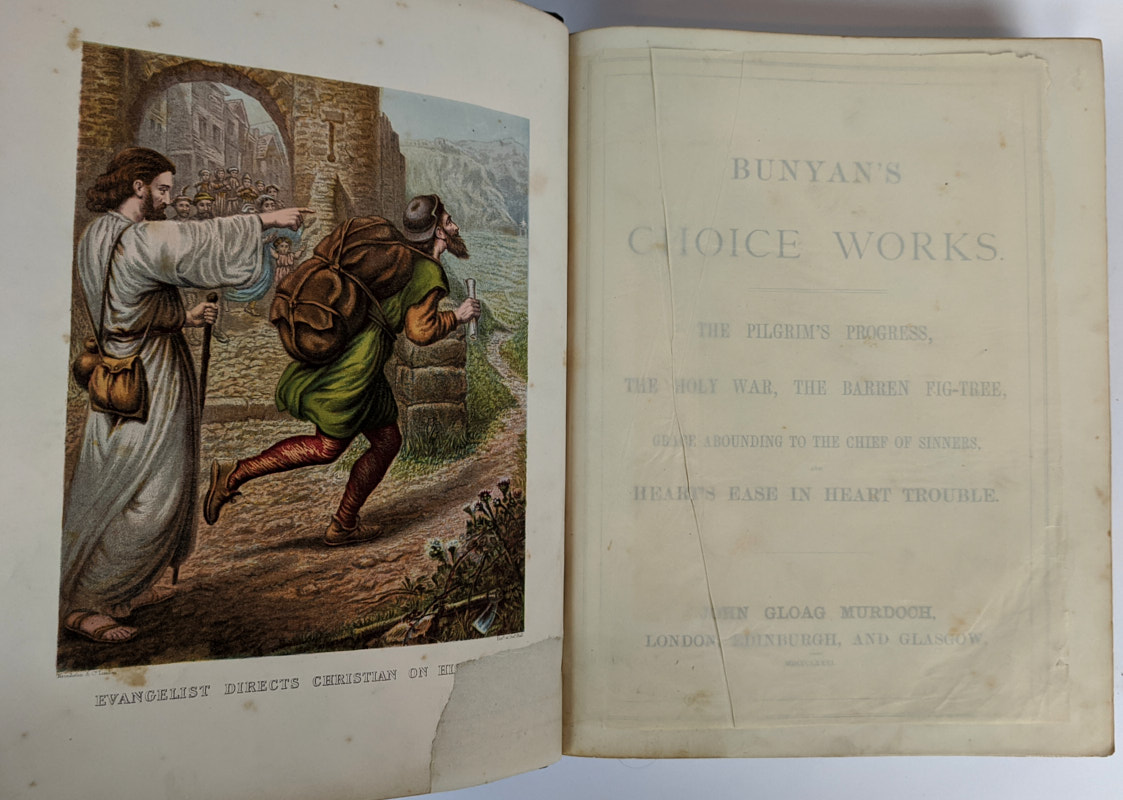 EVANGELIST DIRECTS CHRISTIAN ON
BUNYAN'S
CHOICE WORKS.
THE PILGRIM'S PROGRESS,
THE HOLY WAR, THE BARREN FIG-TREE,
GRACE ABOUNDING TO THE CHIEF OF SINNERS,
HEART'S EASE IN HEART TROUBLE.
JOHN GLOAG MURDOCH,
LONDON, EDINBURGH, AND GLASGOW,